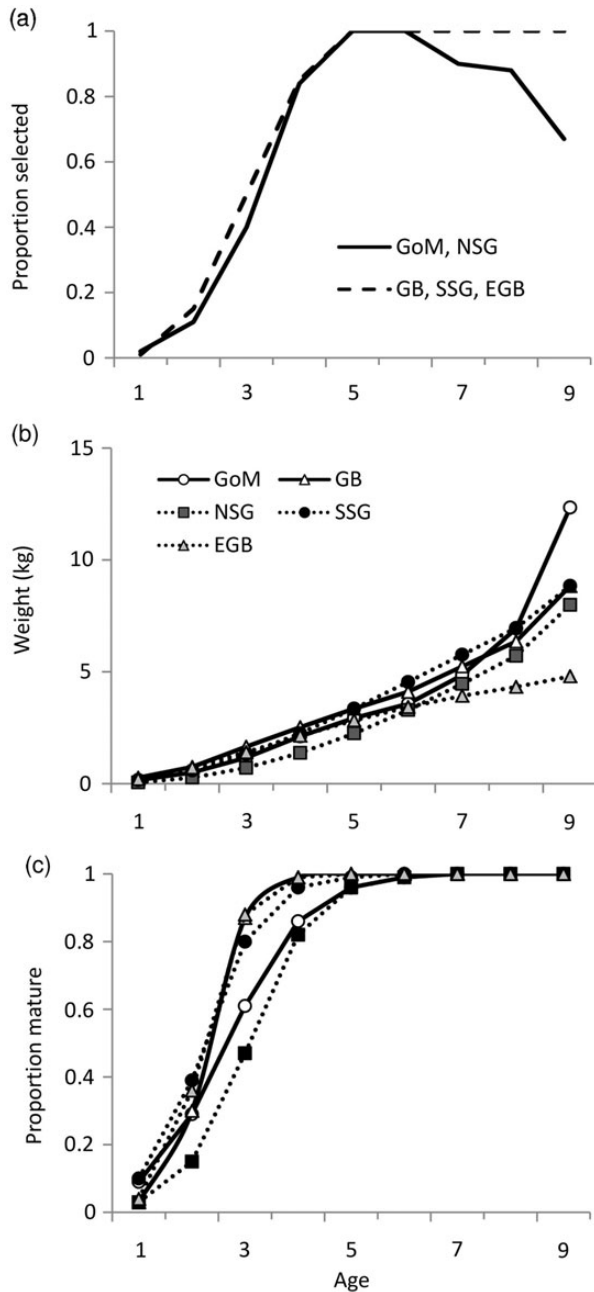 (a)
Proportion selected
1
0.8
0.6
0.4
0.2
0
GoM, NSG
GB, SSG, EGB
1 3 5 7 9
(b)
Weight (kg)
15
10
5
0
GoM GB
NSG SSG
EGB
1 3 5 7 9
(c)
Proportion mature
1
0.8
0.6
0.4
0.2
0
1 3 5 7 9
Age